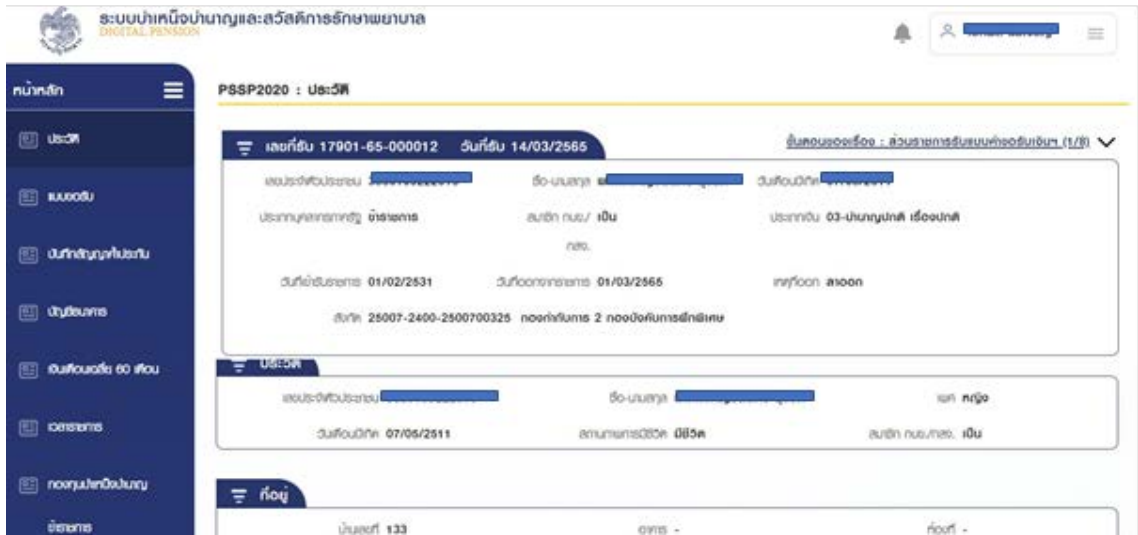 ระบบบำเหน็จบำนาญและสวัสดิการรักษาพยาบาล
DIGITAL PENSION
หน้าหลัก
PSSP2020 : ประวัติ
ประวัติ
เลขที่รับ 17901-65-000012 วันที่รับ 14/03/2565
ขั้นตอนของเรื่อง : ส่วนราชการรับแบบคำขอรับเงินฯ (1/8)
เลขประจำตัวประชาชน ชื่อ-นามสกุล วันเดือนปีเกิด
แบบขอรับ
ประเภทบุคลากรภาครัฐ ข้าราชการ สมาชิก กบข./ กสจ. เป็น ประเภทเงิน 03-บำนาญปกติ เรื่องปกติ
บันทึกสัญญาค้ำประกัน
วันที่เข้ารับราชการ 01/02/2531 วันที่ออกจากราชการ 01/03/2565 เหตุที่ออก ลาออก
บัญชีธนาคาร
สังกัด 25007-2400-2500700325 กองกำกับการ 2 กองบังคับการฝึกพิเศษ
เงินเดือนเฉลี่ย 60 เดือน
ประวัติ
เลขประจำตัวประชาชน ชื่อ-นามสกุล เพศ หญิง
เวลาราชการ
วันเดือนปีเกิด 07/05/2511 สถานภาพการมีชีวิต มีชีวิต สมาชิก กบข./กสจ. เป็น
กองทุนบำเหน็จบำนาญ
ข้าราชการ
ที่อยู่
บ้านเลขที่ 133 อาคาร - ห้องที่ -